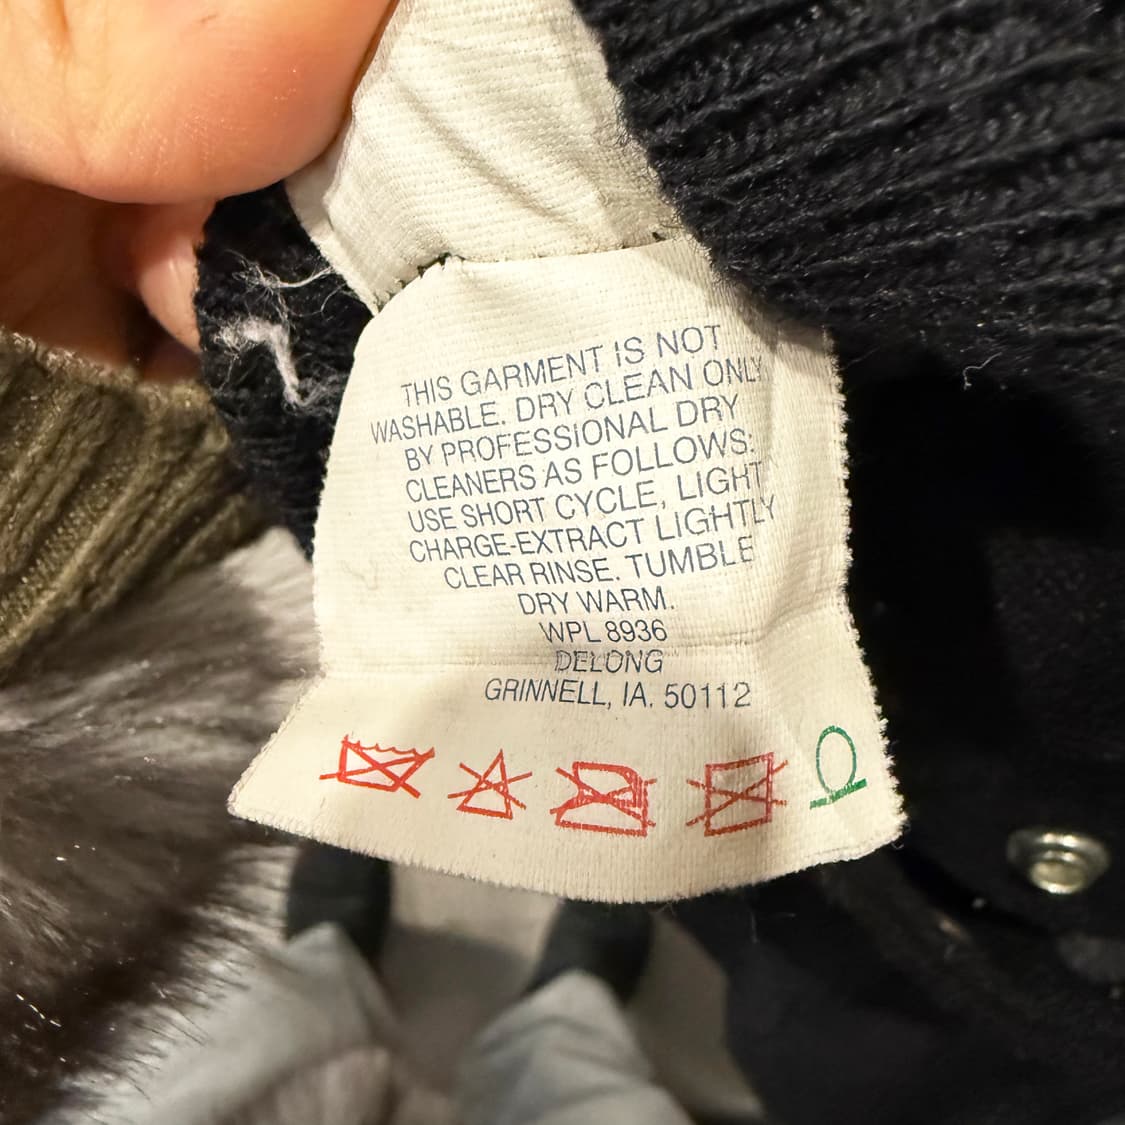 THIS GARMENT IS NOT
WASHABLE. DRY CLEAN ONLY
BY PROFESSIONAL DRY
CLEANERS AS FOLLOWS:
USE SHORT CYCLE, LIGHT
CHARGE-EXTRACT LIGHTLY
CLEAR RINSE. TUMBLE
DRY WARM.
WPL 8936
DELONG
GRINNELL, IA. 50112